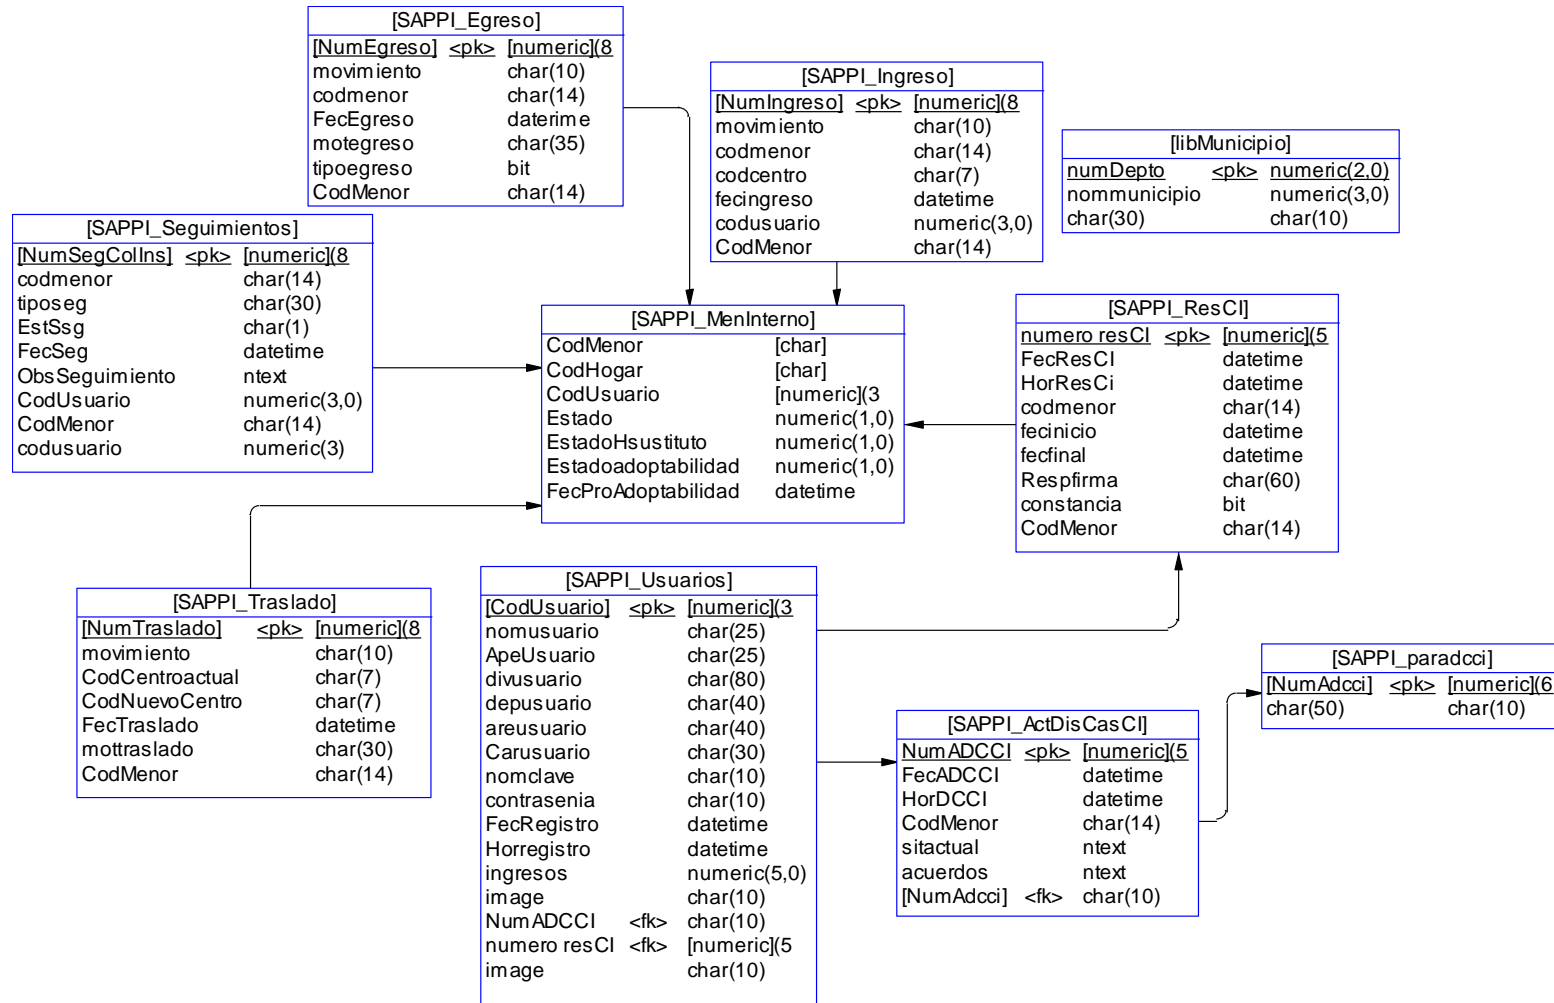 [SAPPI_Egreso]
[NumEgreso] <pk> [numeric](8
movimiento char(10)
codmenor char(14)
FecEgreso daterime
motegreso char(35)
tipoegreso bit
CodMenor char(14)
[SAPPI_Ingreso]
[NumIngreso] <pk> [numeric](8
movimiento char(10)
codmenor char(14)
codcentro char(7)
fecingreso datetime
codusuario numeric(3,0)
CodMenor char(14)
[libMunicipio]
numDepto <pk> numeric(2,0)
nommunicipio numeric(3,0)
char(30) char(10)
[SAPPI_Seguimientos]
[NumSegColIns] <pk> [numeric](8
codmenor char(14)
tiposeg char(30)
EstSsg char(1)
FecSeg datetime
ObsSeguimiento ntext
CodUsuario numeric(3,0)
CodMenor char(14)
codusuario numeric(3)
[SAPPI_MenInterno]
CodMenor [char]
CodHogar [char]
CodUsuario [numeric](3
Estado numeric(1,0)
EstadoHsustituto numeric(1,0)
Estadoadoptabilidad numeric(1,0)
FecProAdoptabilidad datetime
[SAPPI_ResCI]
numero resCI <pk> [numeric](5
FecResCI datetime
HorResCi datetime
codmenor char(14)
fecinicio datetime
fecfinal datetime
Respfirma char(60)
constancia bit
CodMenor char(14)
[SAPPI_Traslado]
[NumTraslado] <pk> [numeric](8
movimiento char(10)
CodCentroactual char(7)
CodNuevoCentro char(7)
FecTraslado datetime
mottraslado char(30)
CodMenor char(14)
[SAPPI_Usuarios]
[CodUsuario] <pk> [numeric](3
nomusuario char(25)
ApeUsuario char(25)
divusuario char(80)
depusuario char(40)
areusuario char(40)
Carusuario char(30)
nomclave char(10)
contrasenia char(10)
FecRegistro datetime
Horregistro datetime
ingresos numeric(5,0)
image char(10)
NumADCCI <fk> char(10)
numero resCI <fk> [numeric](5
image char(10)
[SAPPI_ActDisCasCI]
NumADCCI <pk> [numeric](5
FecADCCI datetime
HorDCCI datetime
CodMenor char(14)
sitactual ntext
acuerdos ntext
[NumAdcci] <fk> char(10)
[SAPPI_paradcci]
[NumAdcci] <pk> [numeric](6
char(50) char(10)